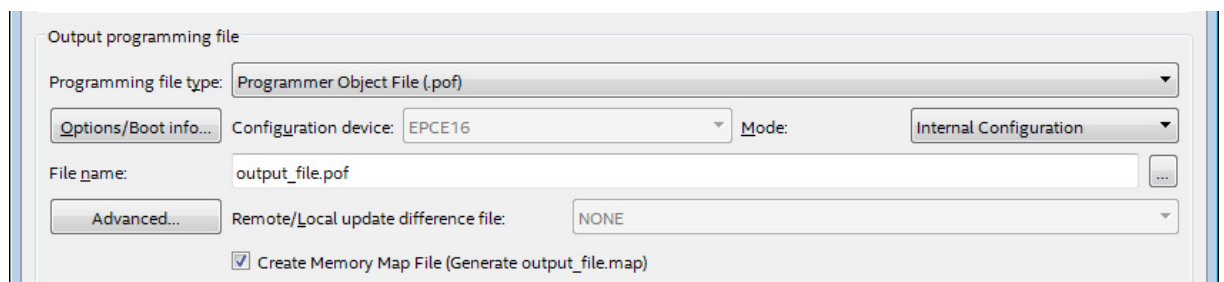 Output programming file
Programming file type: Programmer Object File (.pof)
Options/Boot info... Configuration device: EPCE16 Mode: Internal Configuration
File name: output_file.pof ...
Advanced... Remote/Local update difference file: NONE
Create Memory Map File (Generate output_file.map)